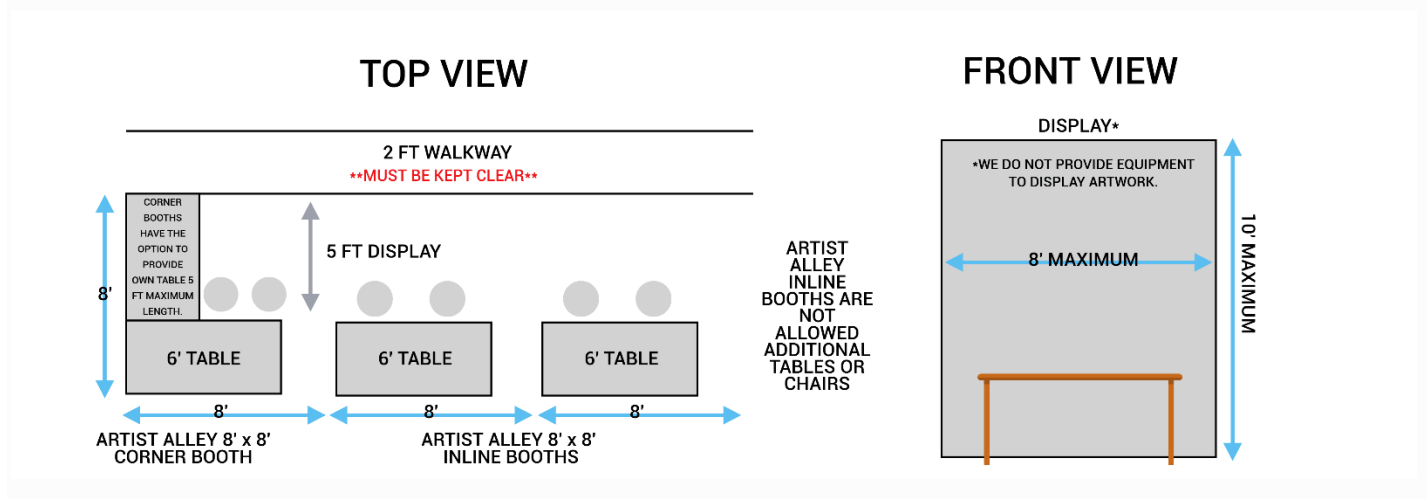 TOP VIEW
2 FT WALKWAY
**MUST BE KEPT CLEAR**
CORNER
BOOTHS
HAVE THE
OPTION TO
PROVIDE
OWN TABLE 5
FT MAXIMUM
LENGTH.
8'
5 FT DISPLAY
6' TABLE
6' TABLE
6' TABLE
8'
8'
8'
ARTIST ALLEY 8' x 8'
CORNER BOOTH
ARTIST ALLEY 8' x 8'
INLINE BOOTHS
ARTIST
ALLEY
INLINE
BOOTHS ARE
NOT
ALLOWED
ADDITIONAL
TABLES OR
CHAIRS
FRONT VIEW
DISPLAY*
*WE DO NOT PROVIDE EQUIPMENT
TO DISPLAY ARTWORK.
8' MAXIMUM
10' MAXIMUM